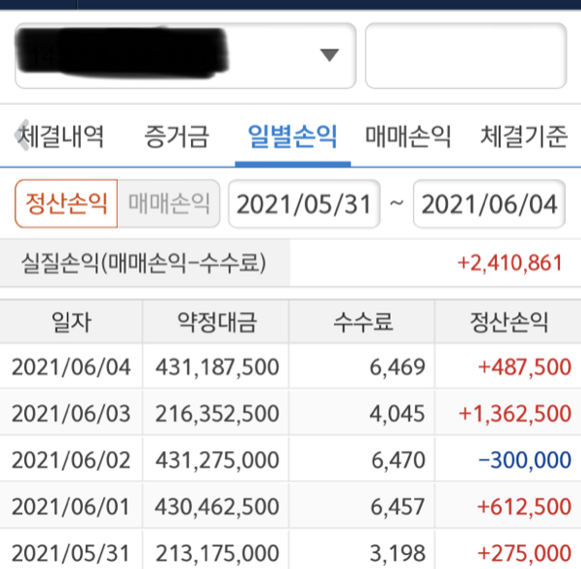 체결내역 증거금 일별손익 매매손익 체결기준
정산손익 매매손익 2021/05/31 ~ 2021/06/04
실질손익(매매손익-수수료) +2,410,861
일자 약정대금 수수료 정산손익
2021/06/04 431,187,500 6,469 +487,500
2021/06/03 216,352,500 4,045 +1,362,500
2021/06/02 431,275,000 6,470 -300,000
2021/06/01 430,462,500 6,457 +612,500
2021/05/31 213,175,000 3,198 +275,000